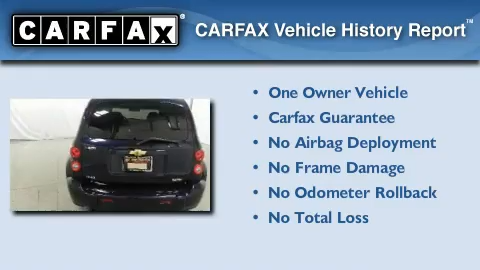 CARFAX®
CARFAX Vehicle History Report™
• One Owner Vehicle
• Carfax Guarantee
• No Airbag Deployment
• No Frame Damage
• No Odometer Rollback
• No Total Loss